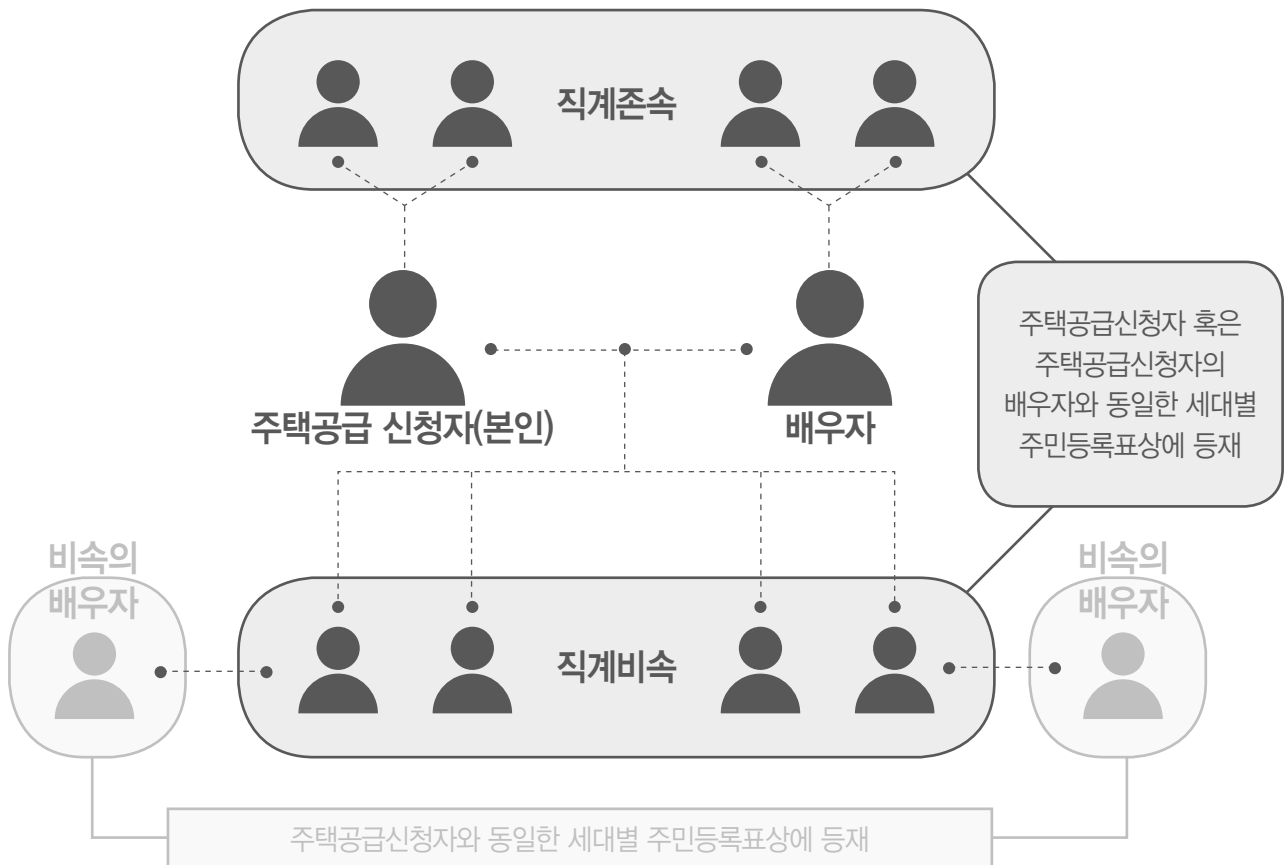 직계존속
주택공급 신청자(본인)
배우자
주택공급신청자 혹은
주택공급신청자의
배우자와 동일한 세대별
주민등록표상에 등재
비속의
배우자
직계비속
비속의
배우자
주택공급신청자와 동일한 세대별 주민등록표상에 등재